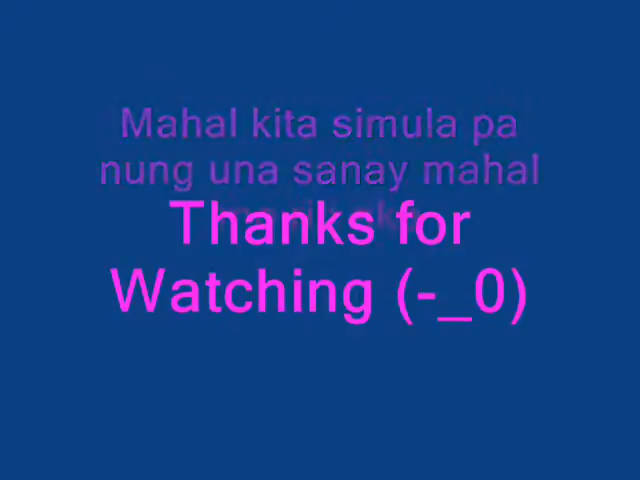 Mahal kita simula pa
nung una sanay mahal
Thanks for
Watching (-_0)